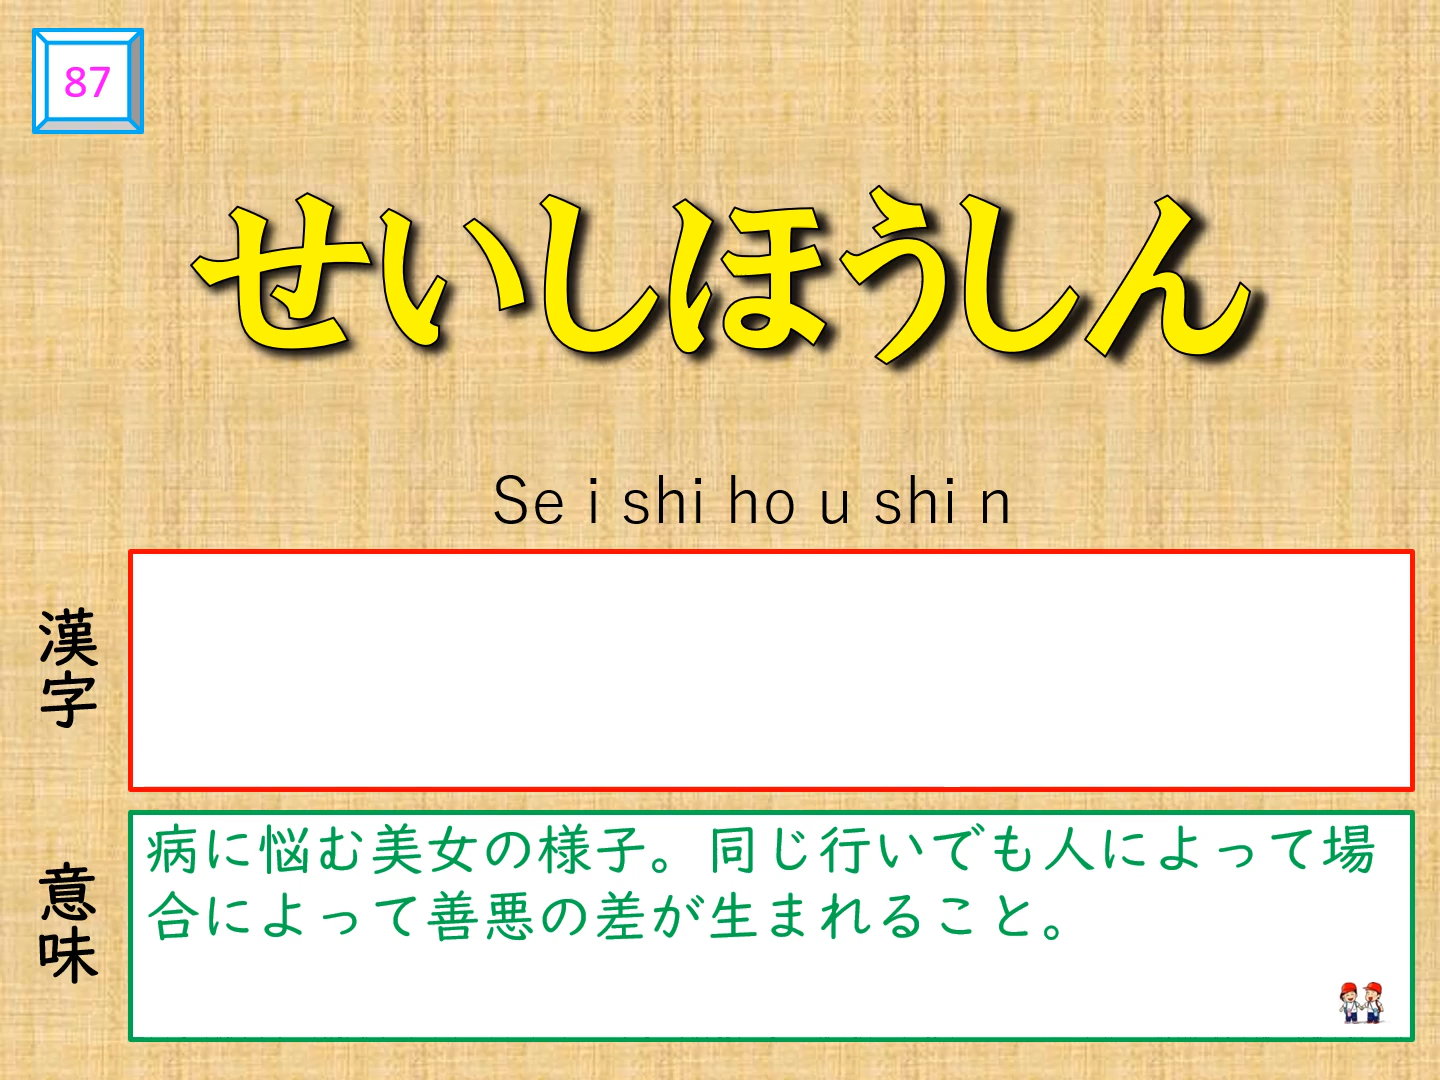 87
せいしほうしん
Se i shi ho u shi n
漢字
意味
病に悩む美女の様子。同じ行いでも人によって場
合によって善悪の差が生まれること。